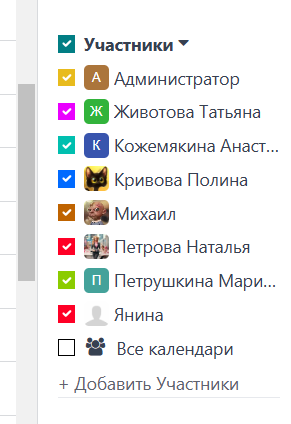 Участники
А Администратор
Ж Животова Татьяна
К Кожемякина Анаст...
Кривова Полина
Михаил
Петрова Наталья
П Петрушкина Мари...
Янина
Все календари
+ Добавить Участники